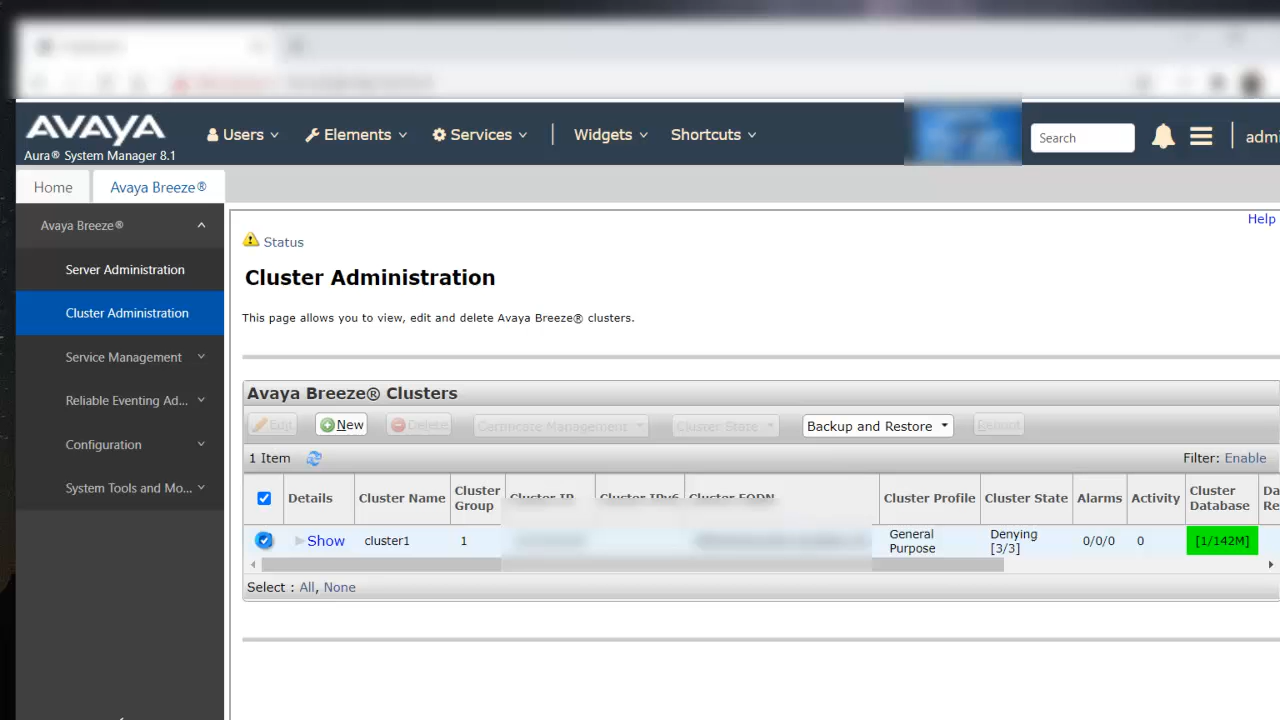 AVAYA
Aura® System Manager 8.1
Users
Elements
Services
Widgets
Shortcuts
Search
admi
Home
Avaya Breeze®
Avaya Breeze®
Server Administration
Cluster Administration
Service Management
Reliable Eventing Ad...
Configuration
System Tools and Mo...
Help
Status
Cluster Administration
This page allows you to view, edit and delete Avaya Breeze® clusters.
Avaya Breeze® Clusters
Edit
New
Delete
Certificate Management
Cluster State
Backup and Restore
Reboot
1 Item
Filter: Enable
Details
Cluster Name
Cluster Group
Cluster IP
Cluster IPv6
Cluster FQDN
Cluster Profile
Cluster State
Alarms
Activity
Cluster Database
Da
Re
Show
cluster1
1
General Purpose
Denying [3/3]
0/0/0
0
[1/142M]
Select : All, None